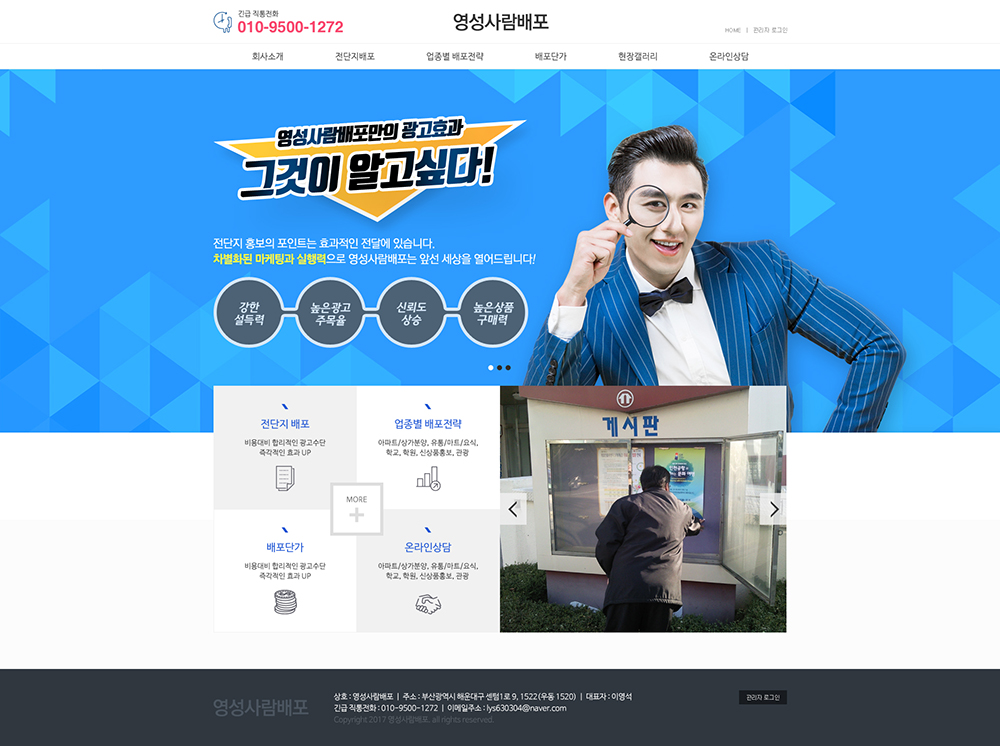 긴급 직통전화
010-9500-1272
영성사람배포
HOME | 관리자 로그인
회사소개 전단지배포 업종별 배포전략 배포단가 현장갤러리 온라인상담
영성사람배포만의 광고효과
그것이 알고싶다!
전단지 홍보의 포인트는 효과적인 전달에 있습니다.
차별화된 마케팅과 실행력으로 영성사람배포는 앞선 세상을 열어드립니다!
강한
설득력
높은광고
주목율
신뢰도
상승
높은상품
구매력
전단지 배포
비용대비 합리적인 광고수단
즉각적인 효과 UP
업종별 배포전략
아파트/상가분양, 유통/마트/요식,
학교, 학원, 신상품홍보, 관광
MORE
배포단가
비용대비 합리적인 광고수단
즉각적인 효과 UP
온라인상담
아파트/상가분양, 유통/마트/요식,
학교, 학원, 신상품홍보, 관광
게시판
영성사람배포
상호 : 영성사람배포 | 주소 : 부산광역시 해운대구 센텀1로 9, 1522 (우동 1520) | 대표자 : 이영석
긴급 직통전화 : 010-9500-1272 | 이메일주소 : lys630304@naver.com
Copyright 2017 영성사람배포. all rights reserved.
관리자 로그인